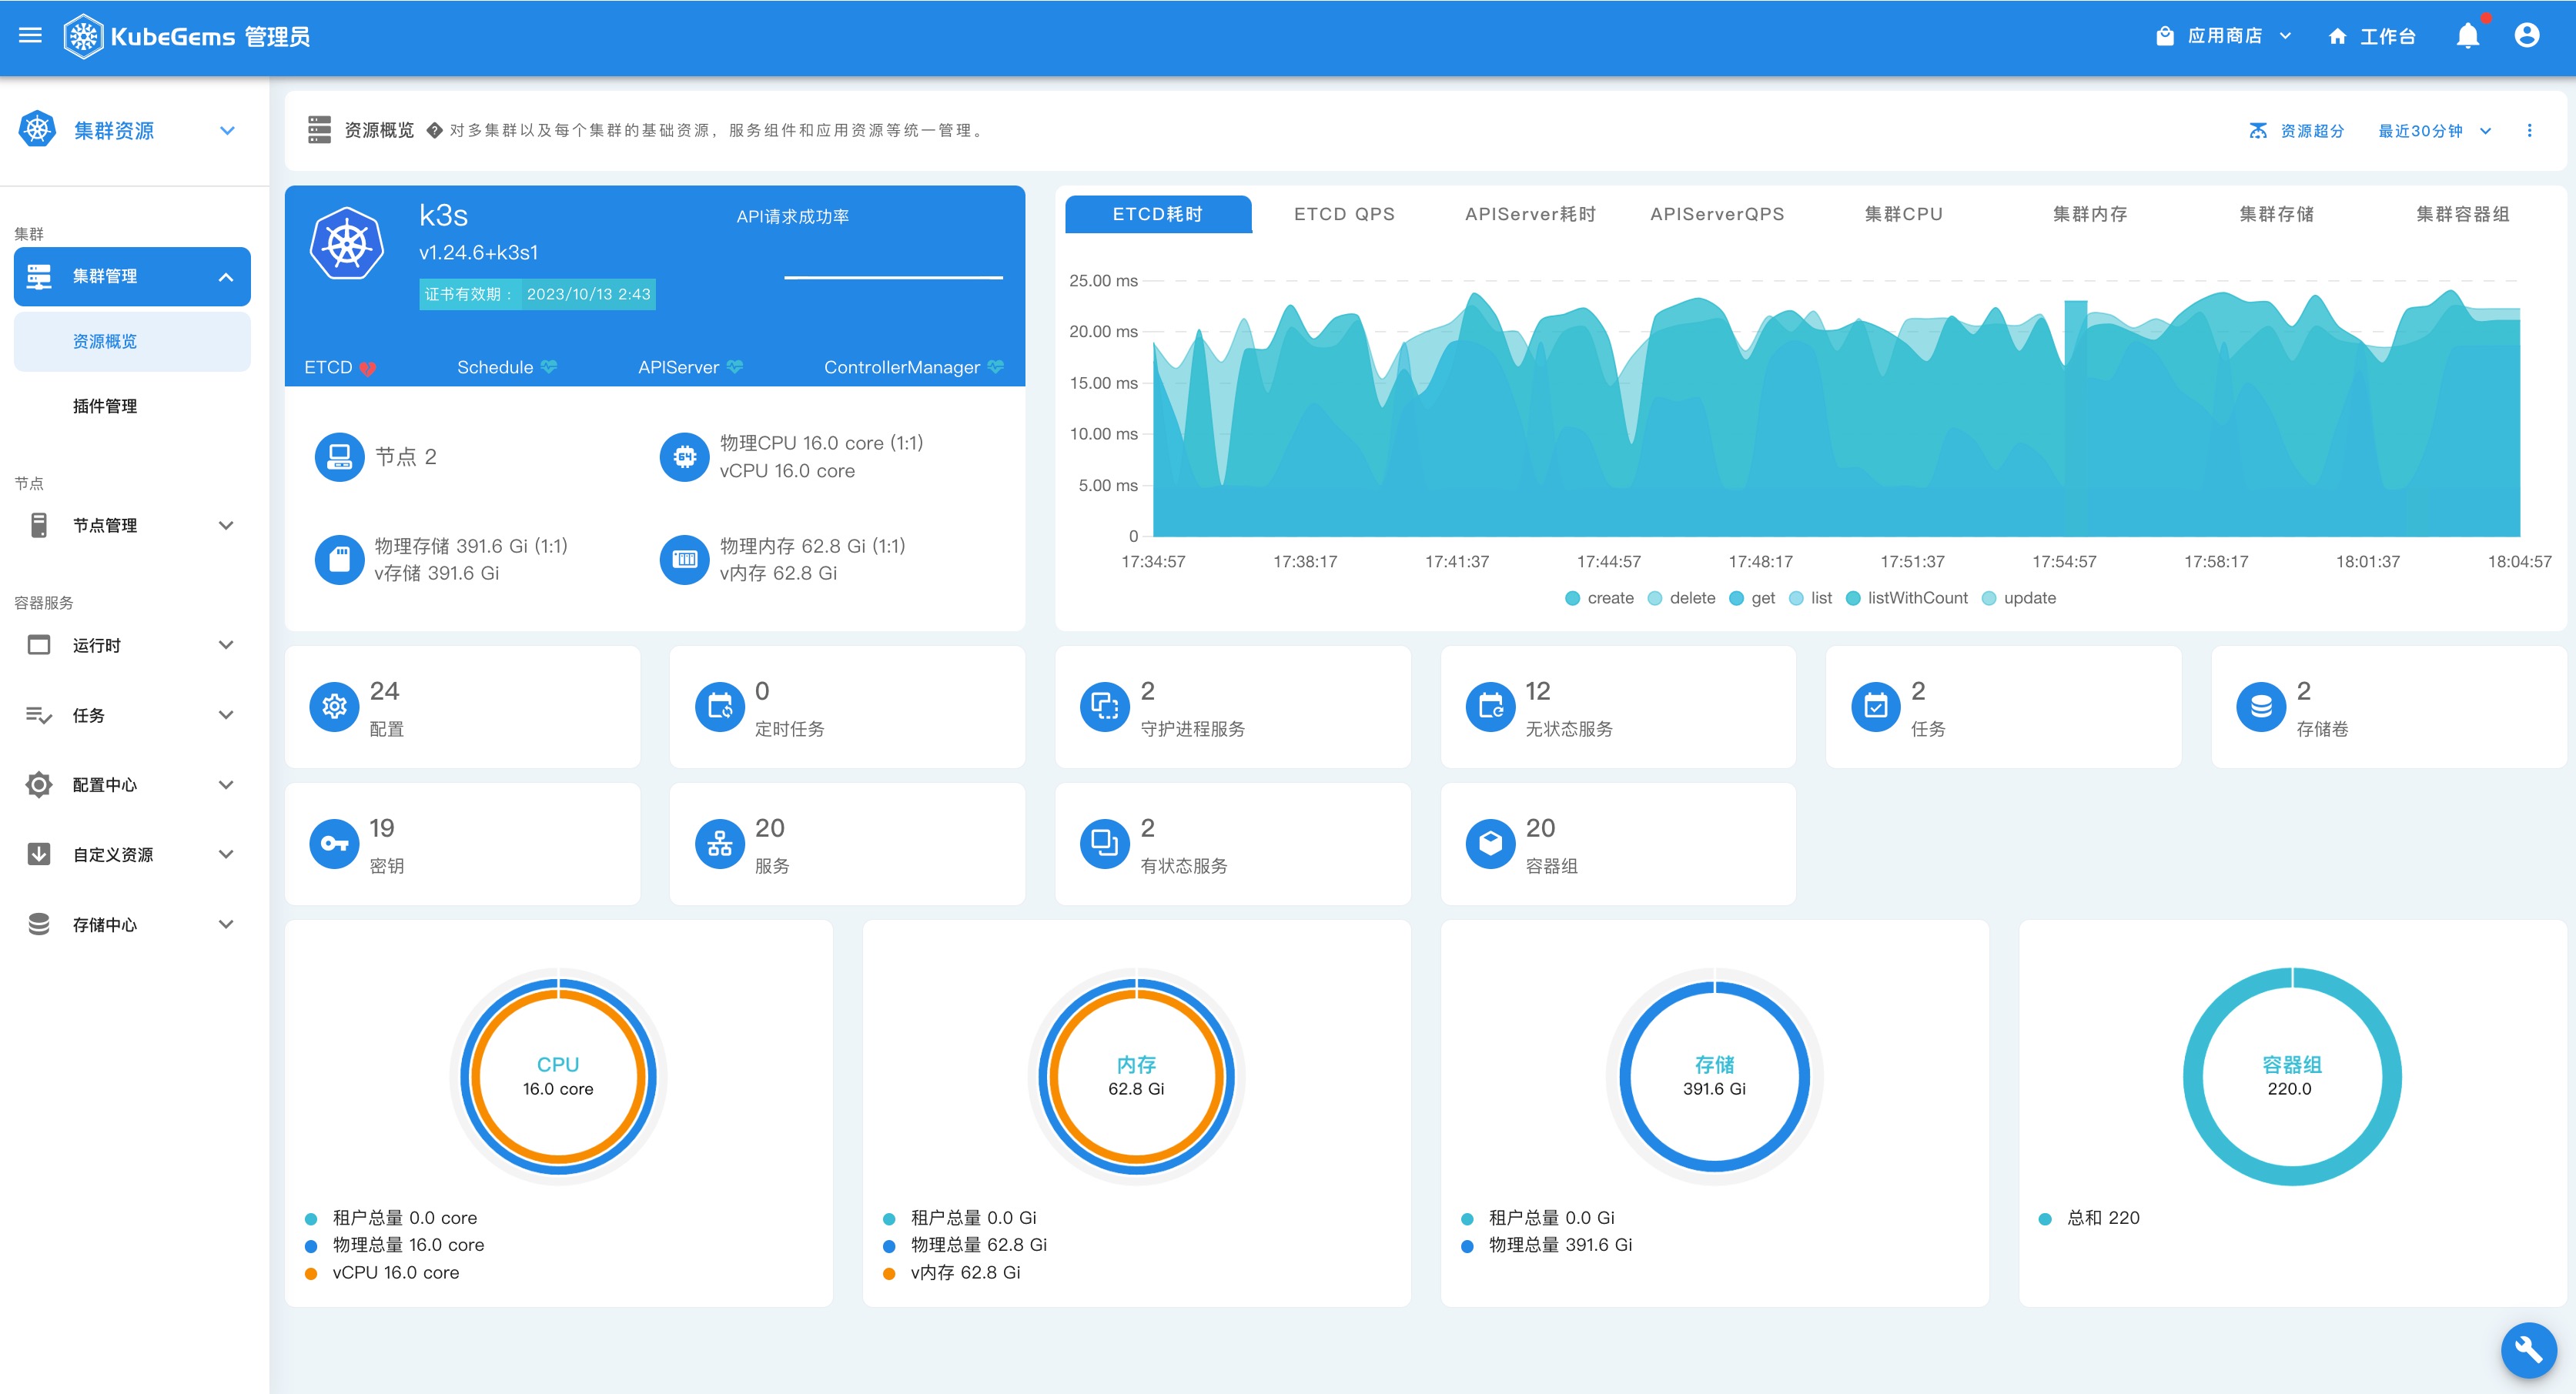 KubeGems 管理员
应用商店
工作台
集群资源
集群
集群管理
资源概览
插件管理
节点
节点管理
容器服务
运行时
任务
配置中心
自定义资源
存储中心
资源概览 对多集群以及每个集群的基础资源，服务组件和应用资源等统一管理。
资源超分
最近30分钟
k3s
v1.24.6+k3s1
证书有效期： 2023/10/13 2:43
API请求成功率
ETCD
Schedule
APIServer
ControllerManager
节点 2
物理CPU 16.0 core (1:1)
vCPU 16.0 core
物理存储 391.6 Gi (1:1)
v存储 391.6 Gi
物理内存 62.8 Gi (1:1)
v内存 62.8 Gi
ETCD耗时
ETCD QPS
APIServer耗时
APIServerQPS
集群CPU
集群内存
集群存储
集群容器组
25.00 ms
20.00 ms
15.00 ms
10.00 ms
5.00 ms
0
17:34:57
17:38:17
17:41:37
17:44:57
17:48:17
17:51:37
17:54:57
17:58:17
18:01:37
18:04:57
create
delete
get
list
listWithCount
update
24
配置
0
定时任务
2
守护进程服务
12
无状态服务
2
任务
2
存储卷
19
密钥
20
服务
2
有状态服务
20
容器组
CPU
16.0 core
租户总量 0.0 core
物理总量 16.0 core
vCPU 16.0 core
内存
62.8 Gi
租户总量 0.0 Gi
物理总量 62.8 Gi
v内存 62.8 Gi
存储
391.6 Gi
租户总量 0.0 Gi
物理总量 391.6 Gi
容器组
220.0
总和 220